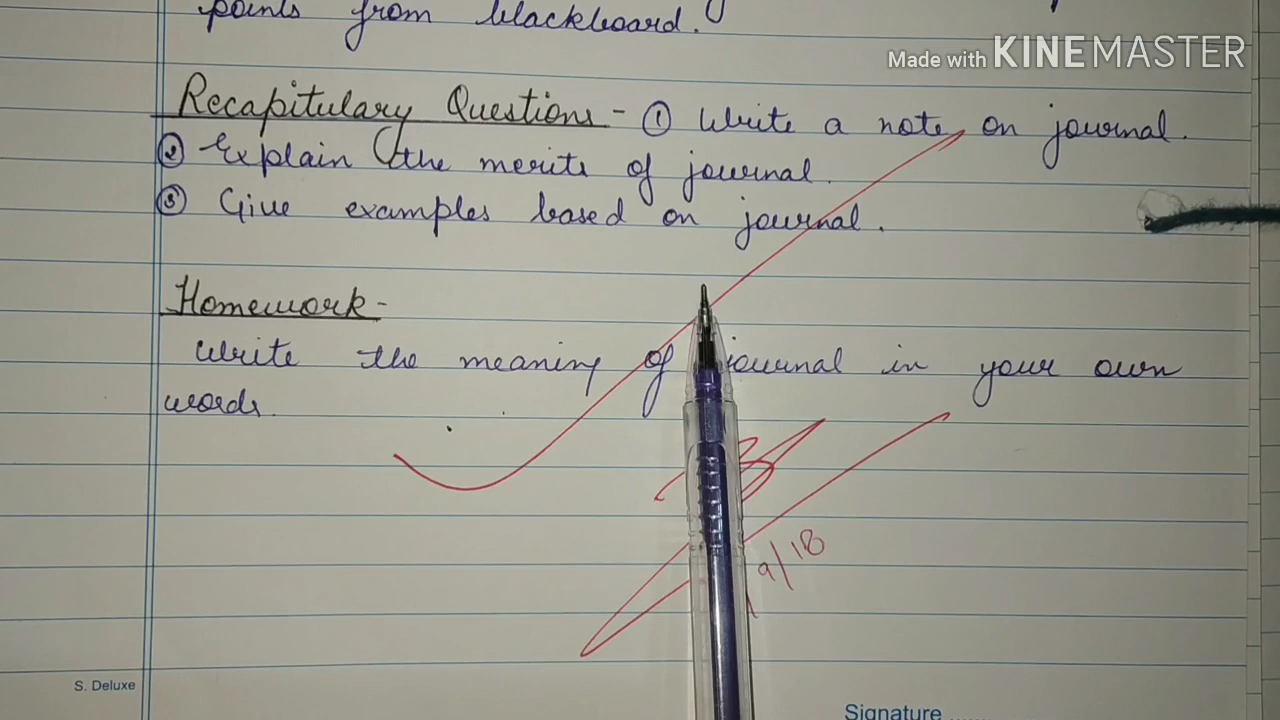 points from blackboard.
Made with KINEMASTER
Recapitulary Questions - ① Write a note on journal.
② Explain the merits of journal.
③ Give examples based on journal.
Homework -
Write the meaning of journal in your own
words.
9/18
S. Deluxe
Signature